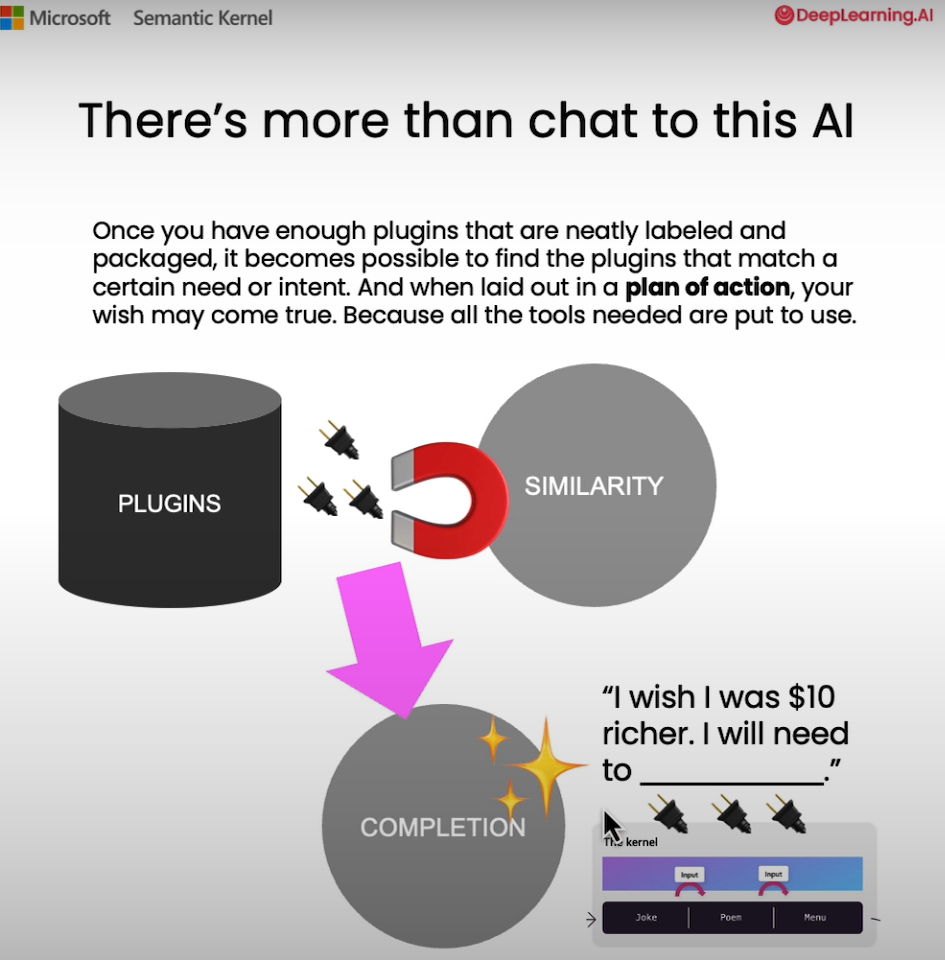 Microsoft Semantic Kernel
DeepLearning.AI
There's more than chat to this AI
Once you have enough plugins that are neatly labeled and
packaged, it becomes possible to find the plugins that match a
certain need or intent. And when laid out in a plan of action, your
wish may come true. Because all the tools needed are put to use.
PLUGINS
SIMILARITY
COMPLETION
“I wish I was $10
richer. I will need
to ____________.”
The kernel
Input
Input
Joke
Poem
Menu